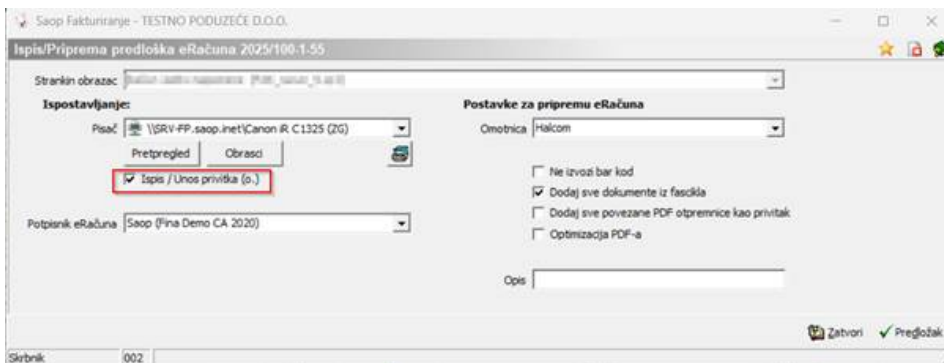 Saop Fakturiranje - TESTNO PODUZEĆE D.O.O.
Ispis/Priprema predloška eRačuna 2025/100-1-55
Strankin obrazac
Ispostavljanje:
Postavke za pripremu eRačuna
Pisač \\SRV-FP.saop.inet\Canon iR C1325 (ZG)
Omotnica Halcom
Pretpregled Obrasci
Ispis / Unos privitka (o.)
Ne izvozi bar kod
Dodaj sve dokumente iz fascikla
Potpisnik eRačuna Saop (Fina Demo CA 2020)
Dodaj sve povezane PDF otpremnice kao privitak
Optimizacija PDF-a
Opis
Zatvori Predložak
Skrbnik 002